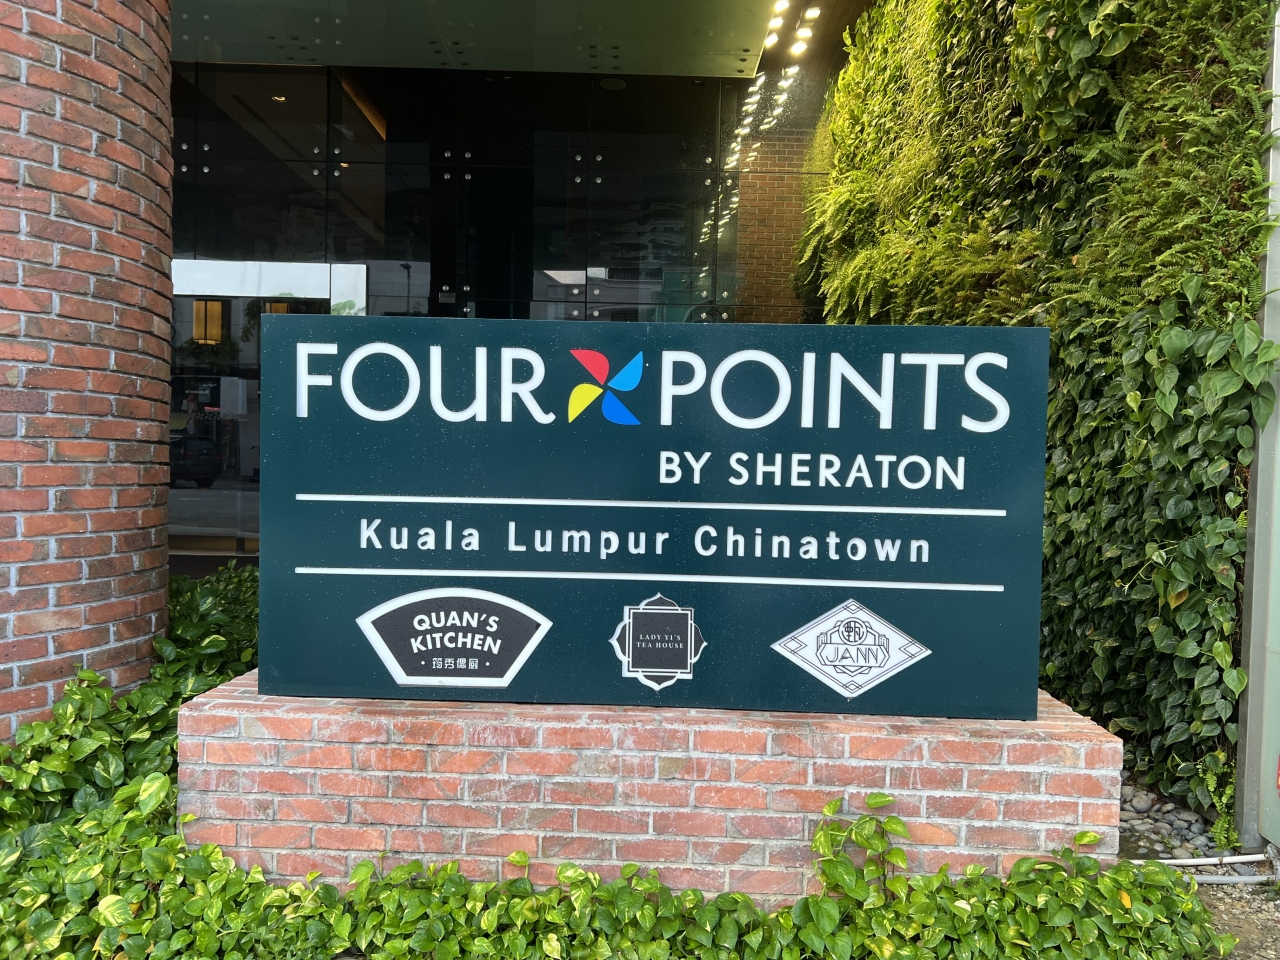 FOUR POINTS
BY SHERATON
Kuala Lumpur Chinatown
QUAN'S
KITCHEN
LADY YI'S
TEA HOUSE
JANN